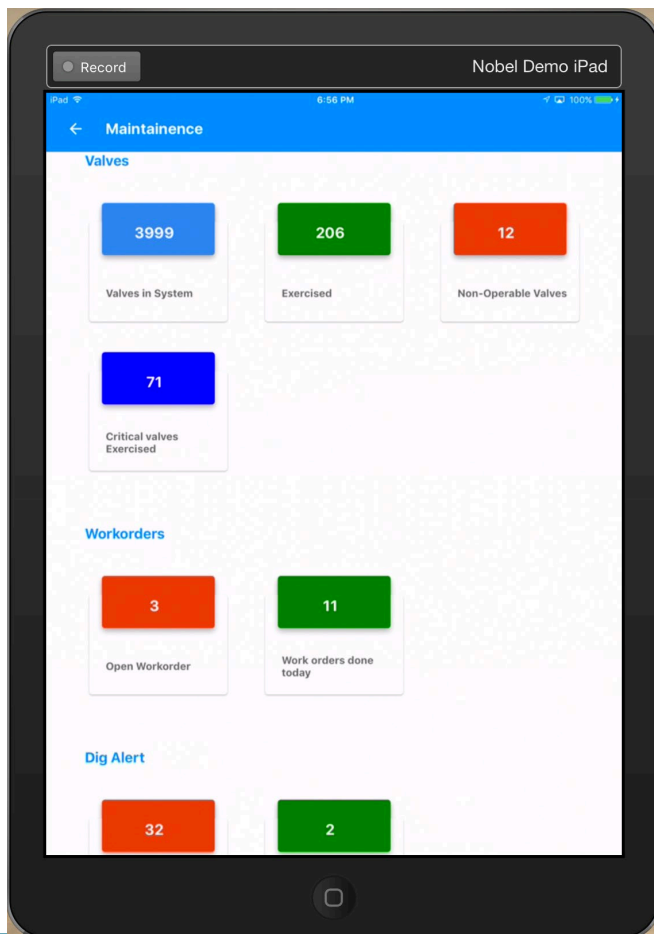 Record
Nobel Demo iPad
iPad
6:56 PM
100%
Maintainence
Valves
3999
206
12
Valves in System
Exercised
Non-Operable Valves
71
Critical valves
Exercised
Workorders
3
11
Open Workorder
Work orders done
today
Dig Alert
32
2